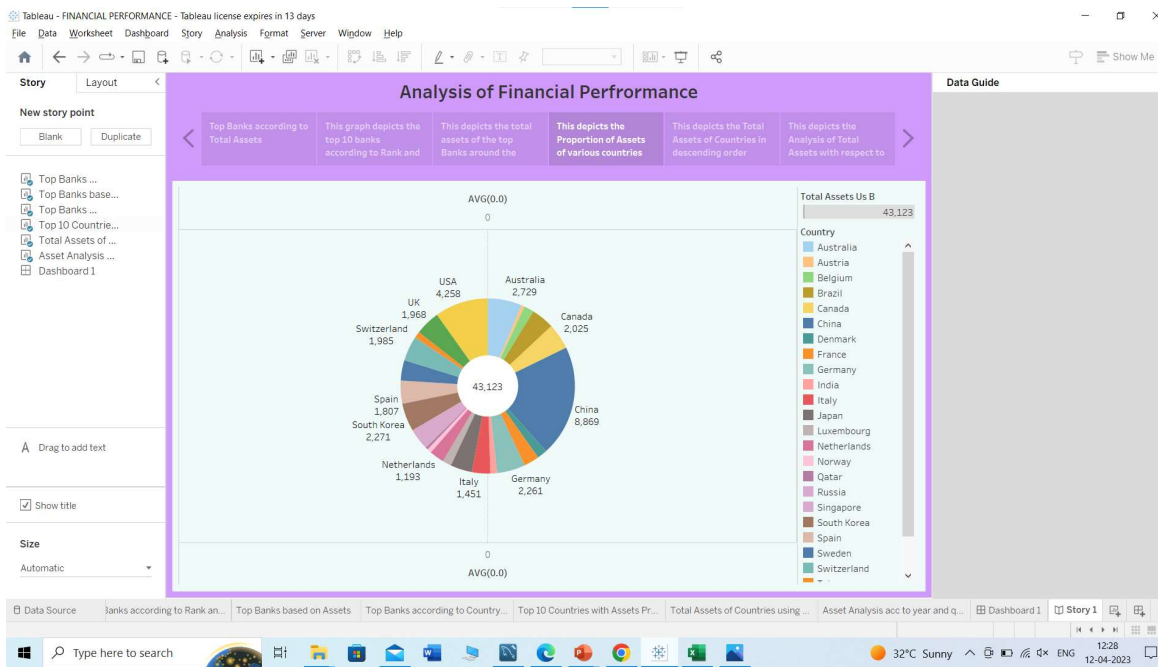 Tableau - FINANCIAL PERFORMANCE - Tableau license expires in 13 days
File Data Worksheet Dashboard Story Analysis Format Server Window Help
Show Me
Story Layout
New story point
Blank Duplicate
Top Banks ...
Top Banks base...
Top Banks ...
Top 10 Countrie...
Total Assets of ...
Asset Analysis ...
Dashboard 1
A Drag to add text
Show title
Size
Automatic
Analysis of Financial Perfrormance
Top Banks according to
Total Assets
This graph depicts the
top 10 banks
according to Rank and
This depicts the total
assets of the top
Banks around the
This depicts the
Proportion of Assets
of various countries
This depicts the Total
Assets of Countries in
descending order
This depicts the
Analysis of Total
Assets with respect to
AVG(0.0)
0
USA
4,258
Australia
2,729
UK
1,968
Canada
2,025
Switzerland
1,985
43,123
Spain
1,807
China
8,869
South Korea
2,271
Netherlands
1,193
Italy
1,451
Germany
2,261
0
AVG(0.0)
Total Assets Us B
43,123
Country
Australia
Austria
Belgium
Brazil
Canada
China
Denmark
France
Germany
India
Italy
Japan
Luxembourg
Netherlands
Norway
Qatar
Russia
Singapore
South Korea
Spain
Sweden
Switzerland
Data Guide
Data Source Banks according to Rank an... Top Banks based on Assets Top Banks according to Country... Top 10 Countries with Assets Pr... Total Assets of Countries using ... Asset Analysis acc to year and q... Dashboard 1 Story 1
Type here to search
32°C Sunny ENG
12:28
12-04-2023